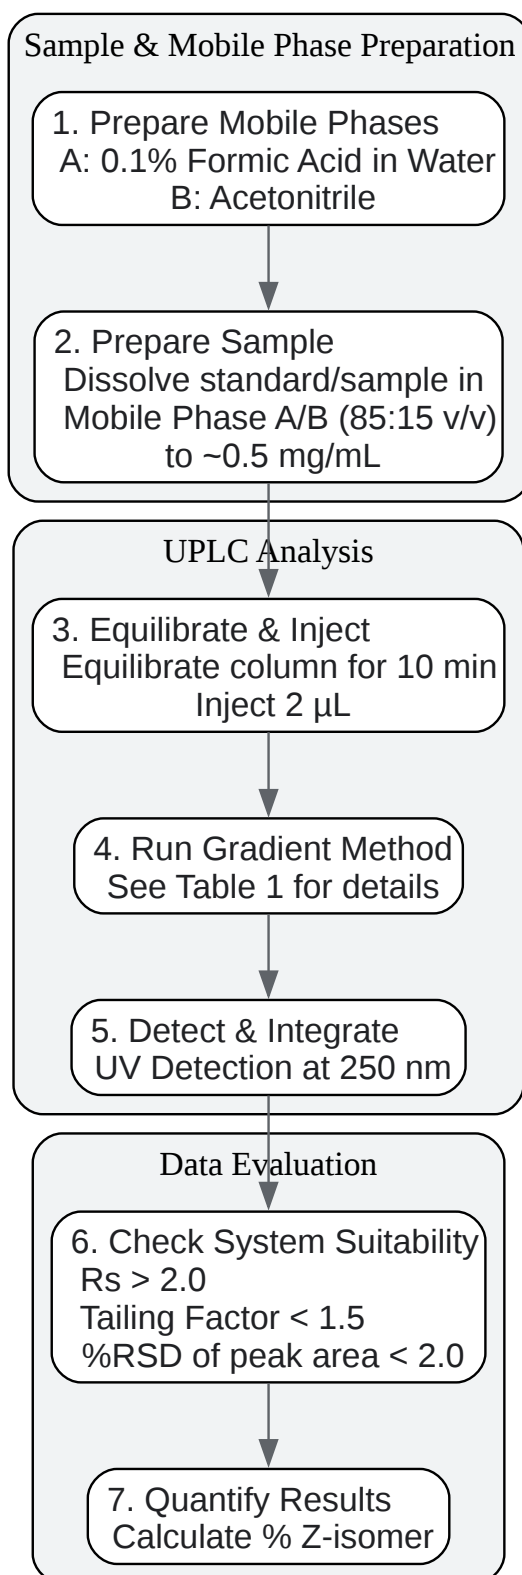 Sample & Mobile Phase Preparation
1. Prepare Mobile Phases
A: 0.1% Formic Acid in Water
B: Acetonitrile
2. Prepare Sample
Dissolve standard/sample in
Mobile Phase A/B (85:15 v/v)
to ~0.5 mg/mL
UPLC Analysis
3. Equilibrate & Inject
Equilibrate column for 10 min
Inject 2 µL
4. Run Gradient Method
See Table 1 for details
5. Detect & Integrate
UV Detection at 250 nm
Data Evaluation
6. Check System Suitability
Rs > 2.0
Tailing Factor < 1.5
%RSD of peak area < 2.0
7. Quantify Results
Calculate % Z-isomer